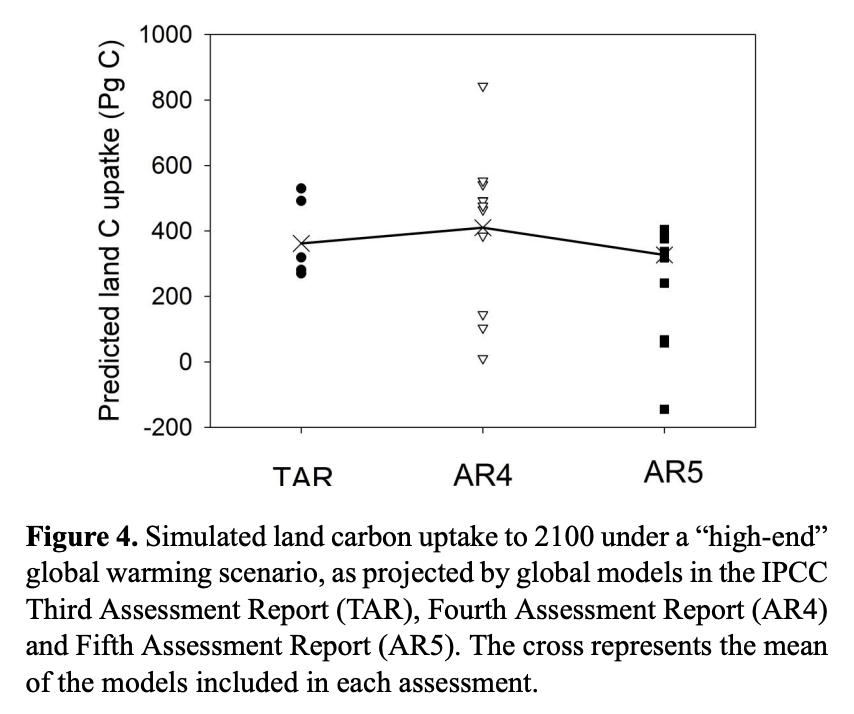 1000
800
600
400
200
0
-200
Predicted land C upatke (Pg C)
TAR
AR4
AR5
Figure 4. Simulated land carbon uptake to 2100 under a “high-end”
global warming scenario, as projected by global models in the IPCC
Third Assessment Report (TAR), Fourth Assessment Report (AR4)
and Fifth Assessment Report (AR5). The cross represents the mean
of the models included in each assessment.